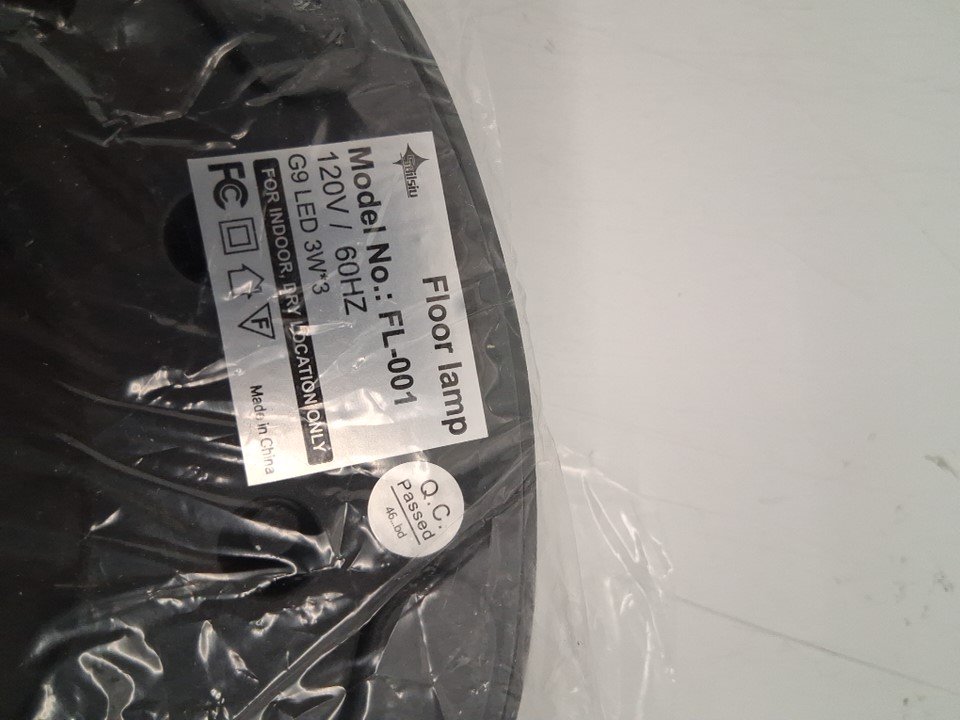 Floor lamp
Model No.: FL-001
120V / 60HZ
G9 LED 3W*3
FOR INDOOR, DRY LOCATION ONLY
FC
F
Made in China
Q.C.
Passed